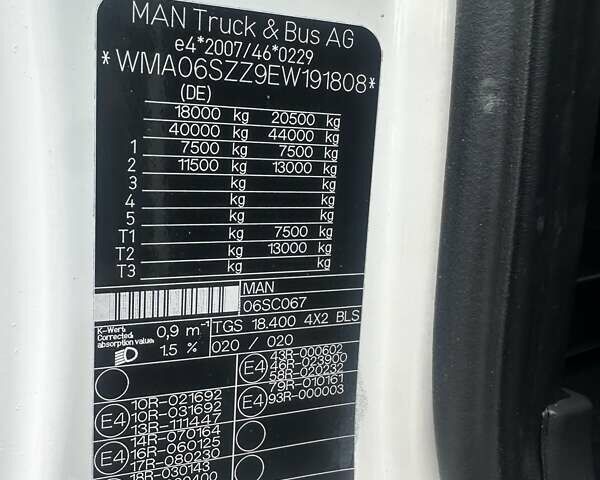 MAN Truck & Bus AG
e4*2007/46*0229
*WMA06SZZ9EW191808*
(DE)
18000 kg 20500 kg
40000 kg 44000 kg
1 7500 kg 7500 kg
2 11500 kg 13000 kg
3 kg kg
4 kg kg
5 kg kg
T1 kg 7500 kg
T2 kg 13000 kg
T3 kg kg
MAN
06SC067
K-Wert,
Corrected
absorption value 0,9 m⁻¹
1.5 %
TGS 18.400 4X2 BLS
020 / 020
E4
10R-021692
10R-031692
13R-111447
E4
14R-070164
16R-060125
17R-080230
18R-030143
E4
43R-000602
46R-023900
58R-020232
E4
79R-010161
93R-000003